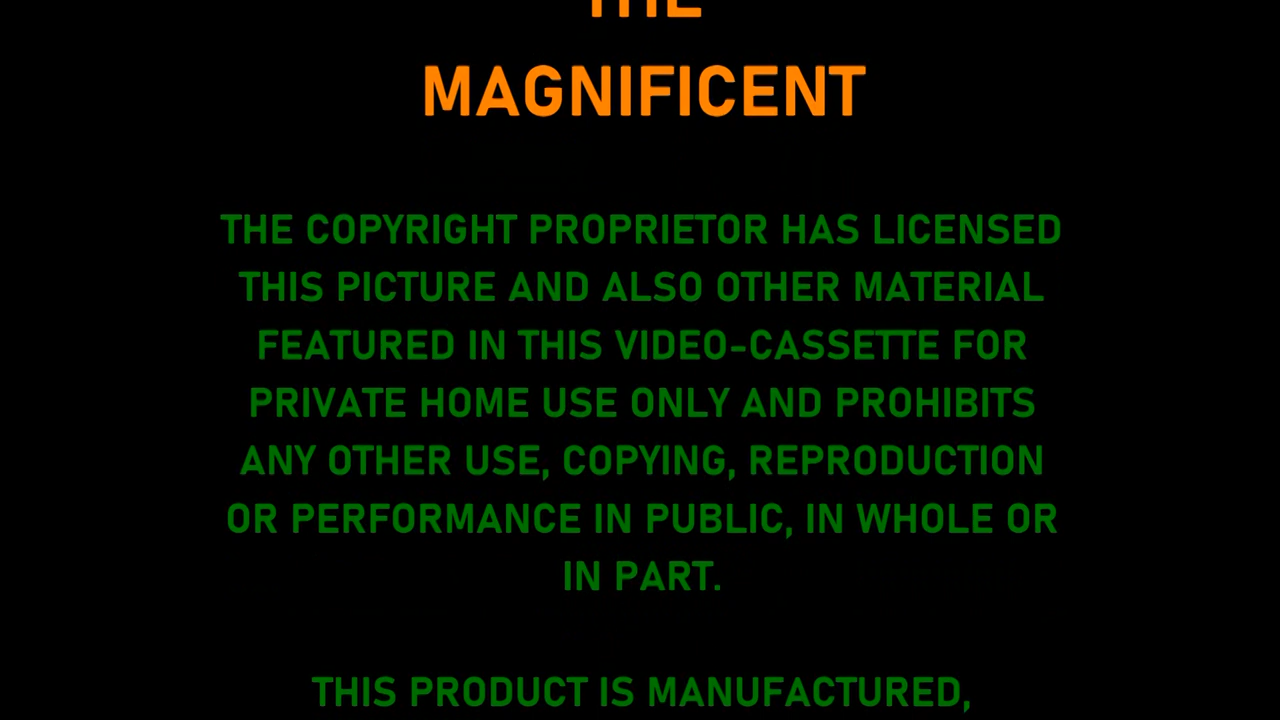 THE
MAGNIFICENT
THE COPYRIGHT PROPRIETOR HAS LICENSED
THIS PICTURE AND ALSO OTHER MATERIAL
FEATURED IN THIS VIDEO-CASSETTE FOR
PRIVATE HOME USE ONLY AND PROHIBITS
ANY OTHER USE, COPYING, REPRODUCTION
OR PERFORMANCE IN PUBLIC, IN WHOLE OR
IN PART.
THIS PRODUCT IS MANUFACTURED,